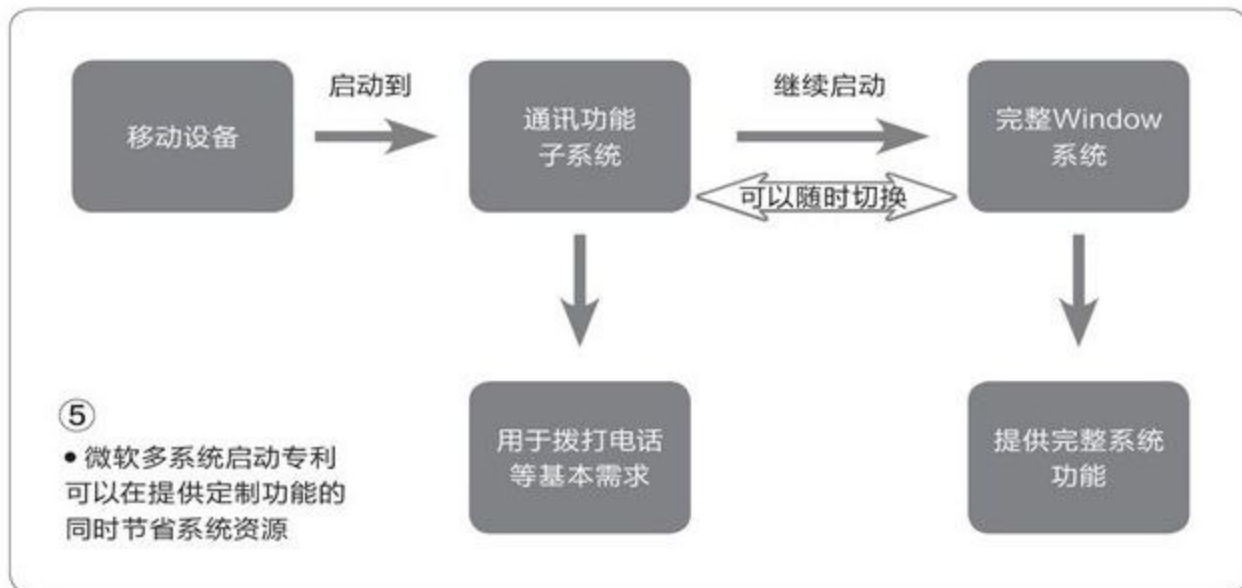 移动设备
启动到
通讯功能
子系统
继续启动
可以随时切换
完整Window
系统
用于拨打电话
等基本需求
提供完整系统
功能
⑤
• 微软多系统启动专利
可以在提供定制功能的
同时节省系统资源